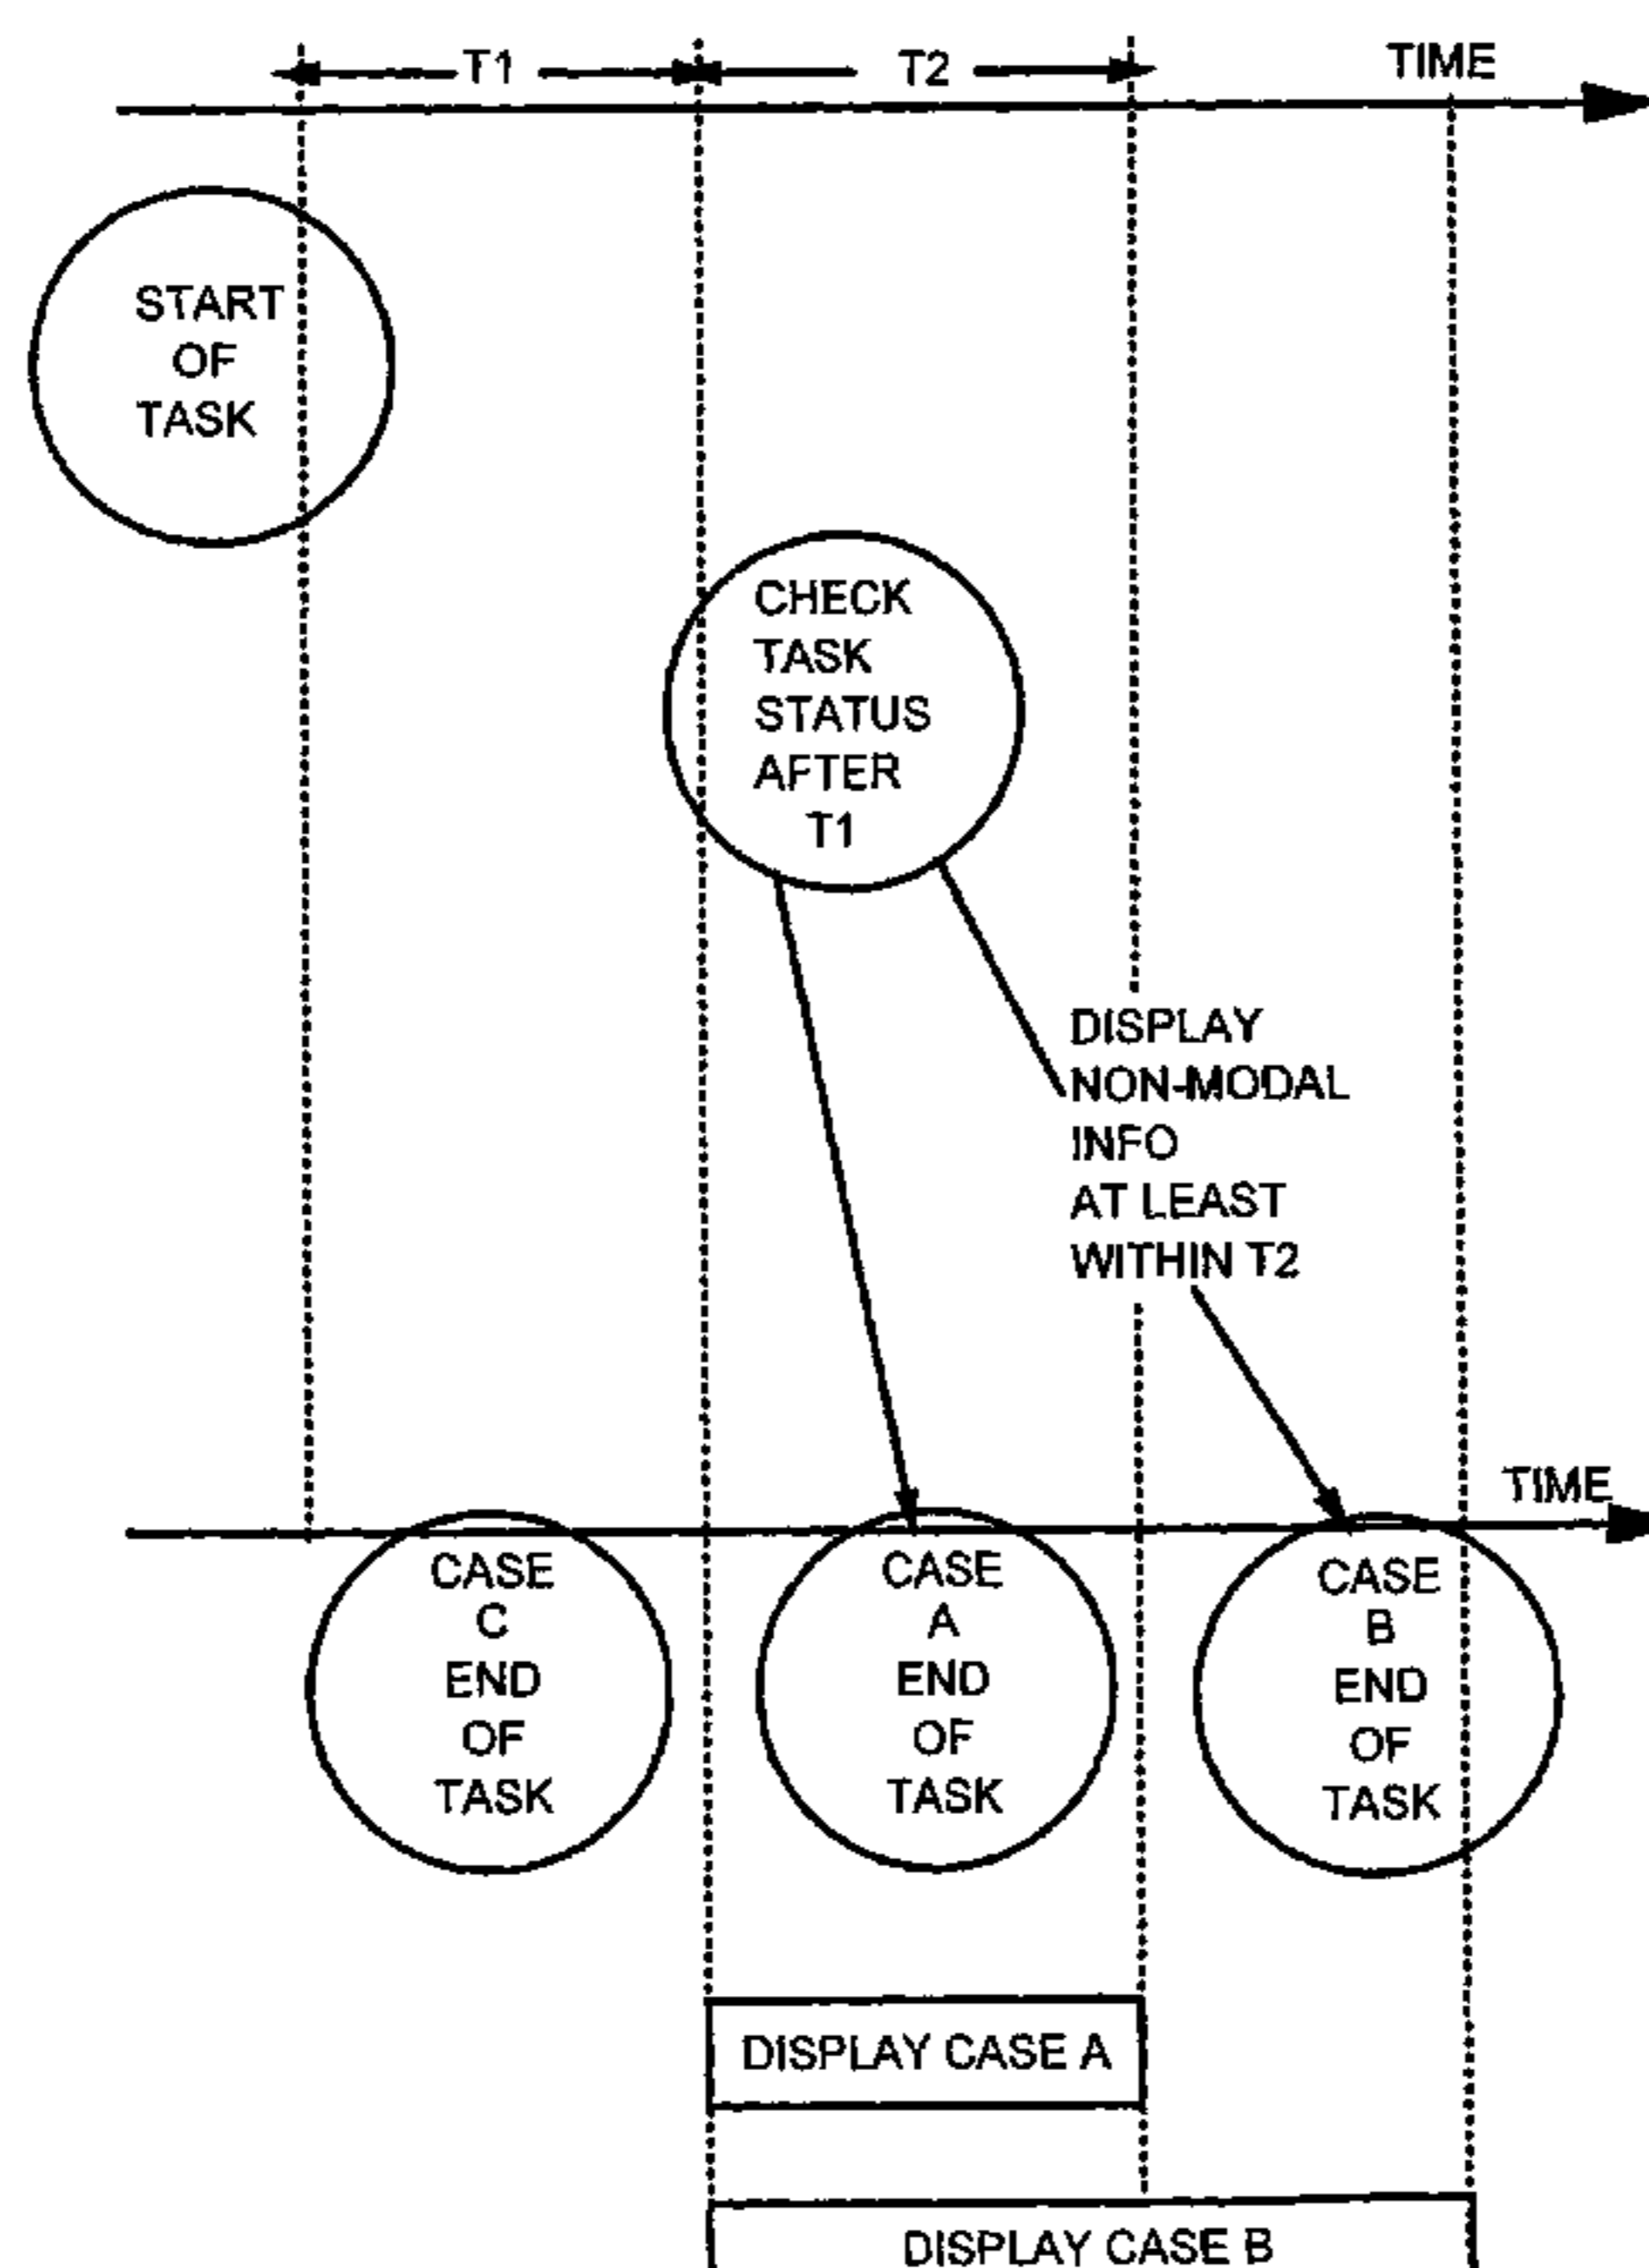 T1 T2 TIME
START
OF
TASK
CHECK
TASK
STATUS
AFTER
T1
DISPLAY
NON-MODAL
INFO
AT LEAST
WITHIN T2
TIME
CASE
C
END
OF
TASK
CASE
A
END
OF
TASK
CASE
B
END
OF
TASK
DISPLAY CASE A
DISPLAY CASE B